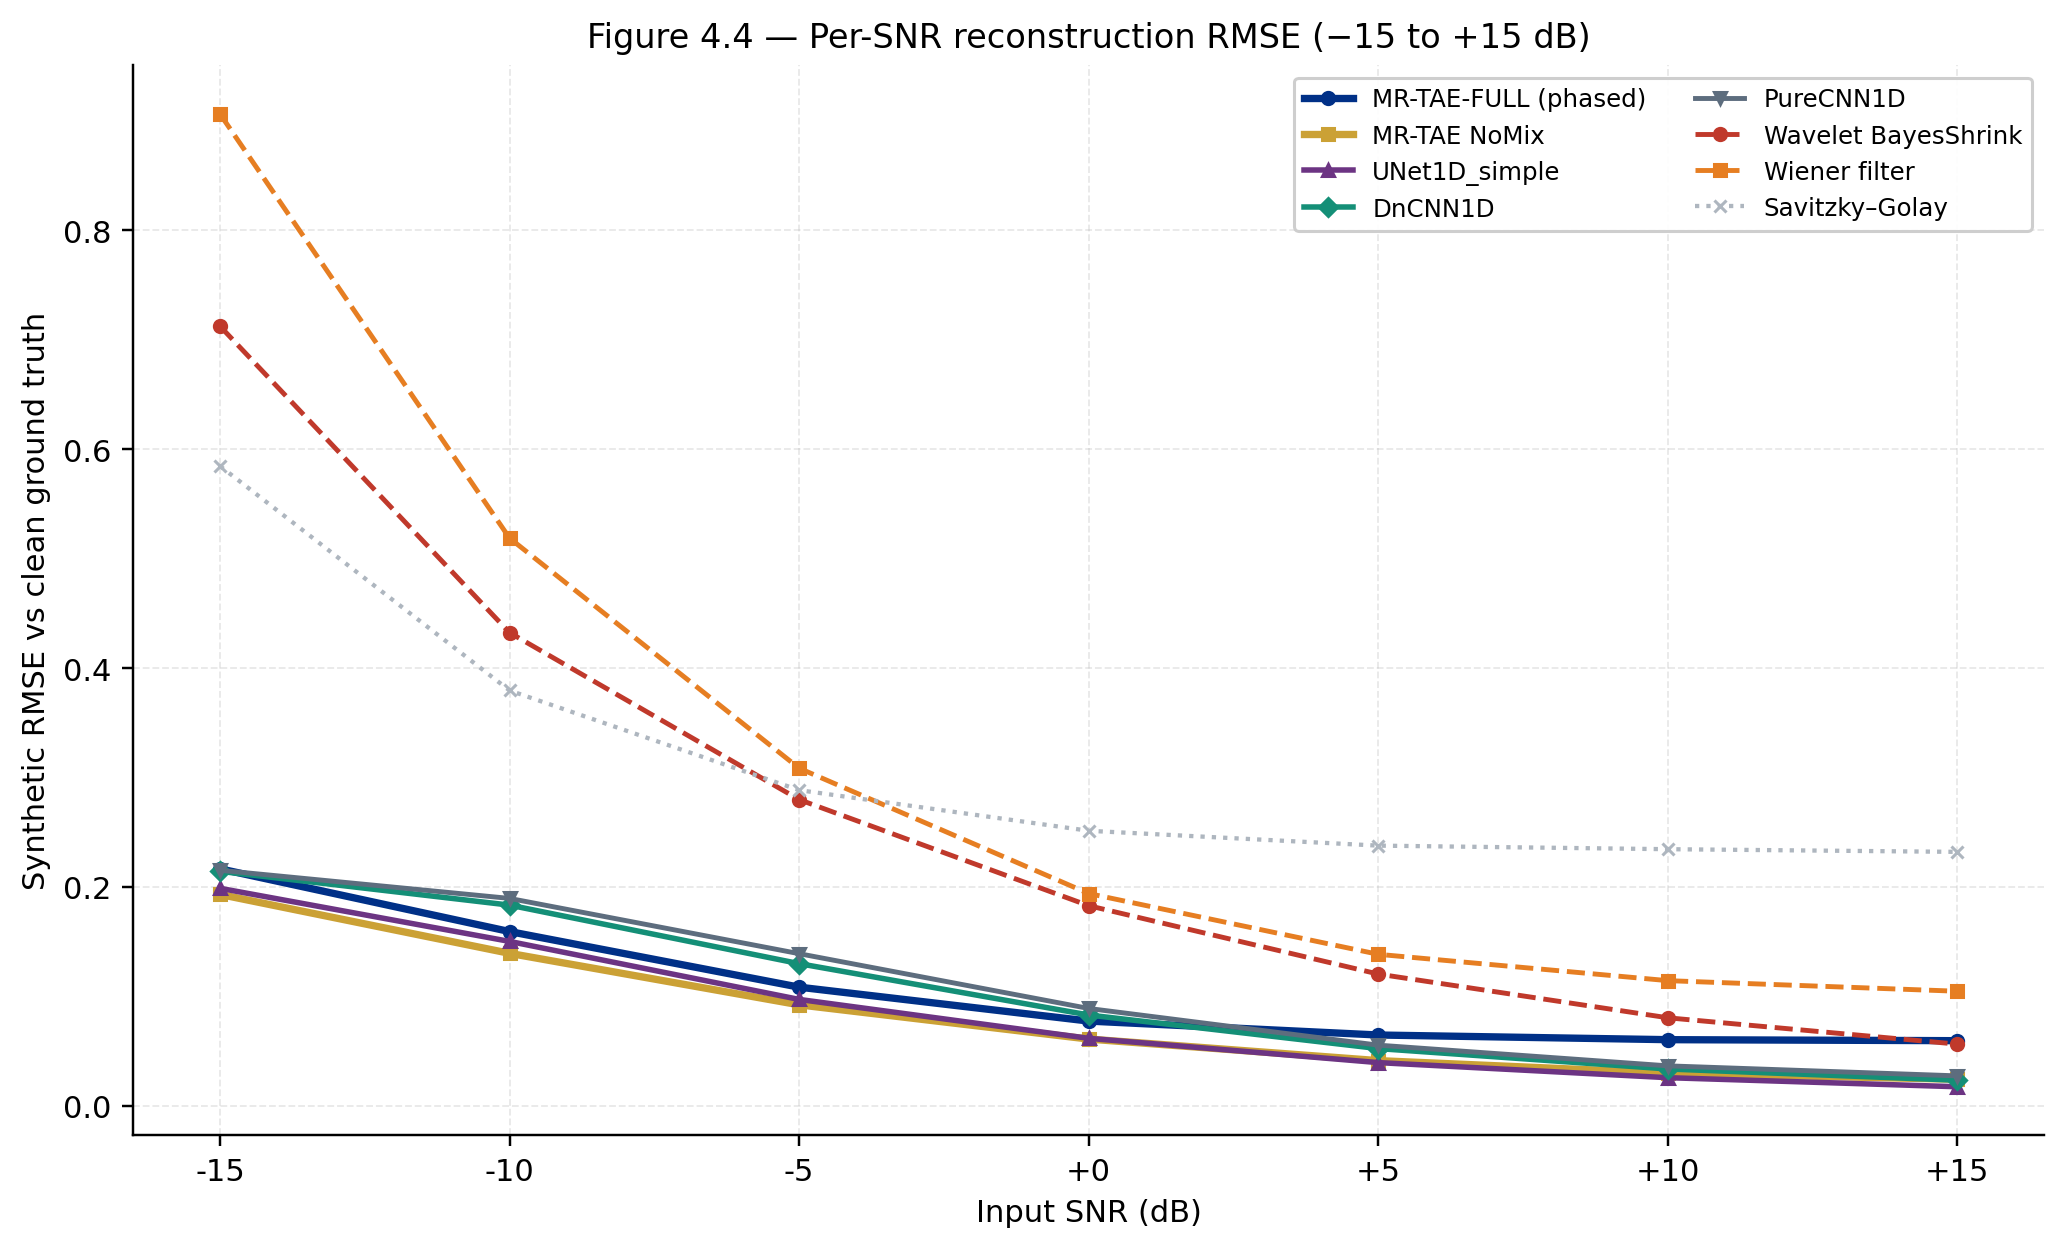 Figure 4.4 — Per-SNR reconstruction RMSE (−15 to +15 dB)
MR-TAE-FULL (phased)
MR-TAE NoMix
UNet1D_simple
DnCNN1D
PureCNN1D
Wavelet BayesShrink
Wiener filter
Savitzky–Golay
Synthetic RMSE vs clean ground truth
0.8
0.6
0.4
0.2
0.0
-15 -10 -5 +0 +5 +10 +15
Input SNR (dB)